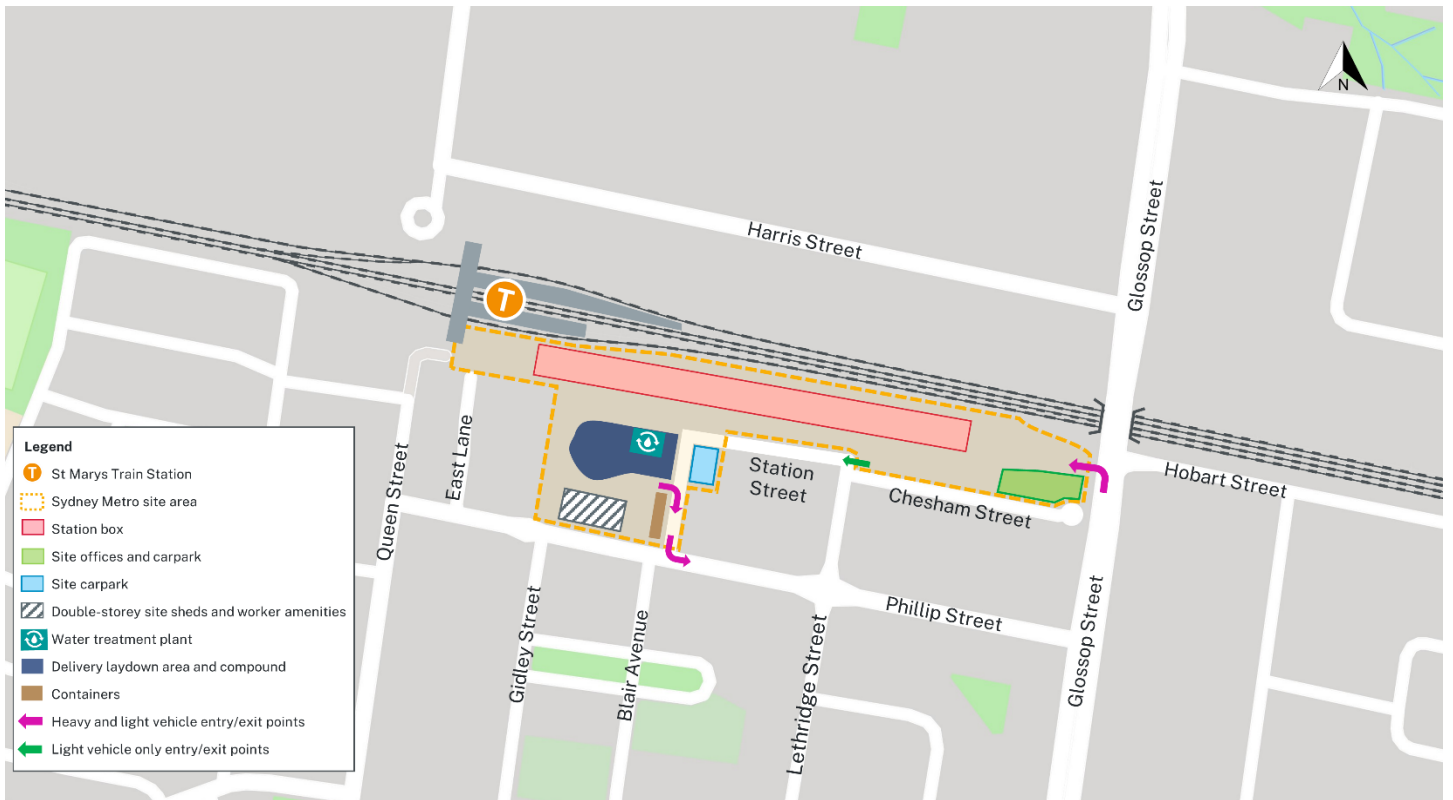 N
Harris Street
Glossop Street
T
Hobart Street
Station
Street
Chesham Street
East Lane
Queen Street
Phillip Street
Gidley Street
Blair Avenue
Lethridge Street
Glossop Street
Legend
T St Marys Train Station
Sydney Metro site area
Station box
Site offices and carpark
Site carpark
Double-storey site sheds and worker amenities
Water treatment plant
Delivery laydown area and compound
Containers
Heavy and light vehicle entry/exit points
Light vehicle only entry/exit points